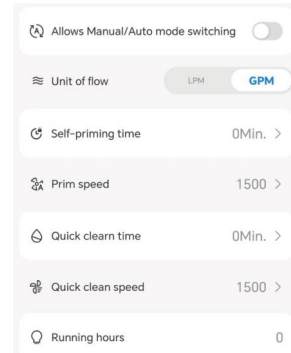 Allows Manual/Auto mode switching
Unit of flow LPM GPM
Self-priming time 0Min. >
Prim speed 1500 >
Quick clearn time 0Min. >
Quick clean speed 1500 >
Running hours 0